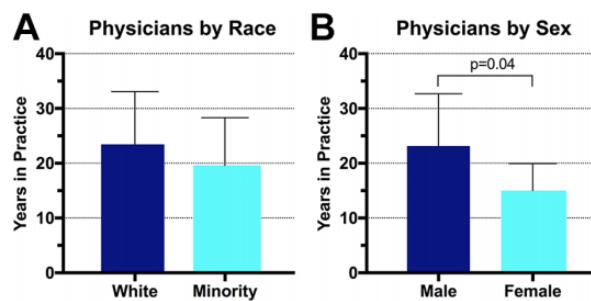 A
Physicians by Race
Years in Practice
40
30
20
10
0
White
Minority
B
Physicians by Sex
Years in Practice
40
30
20
10
0
p=0.04
Male
Female